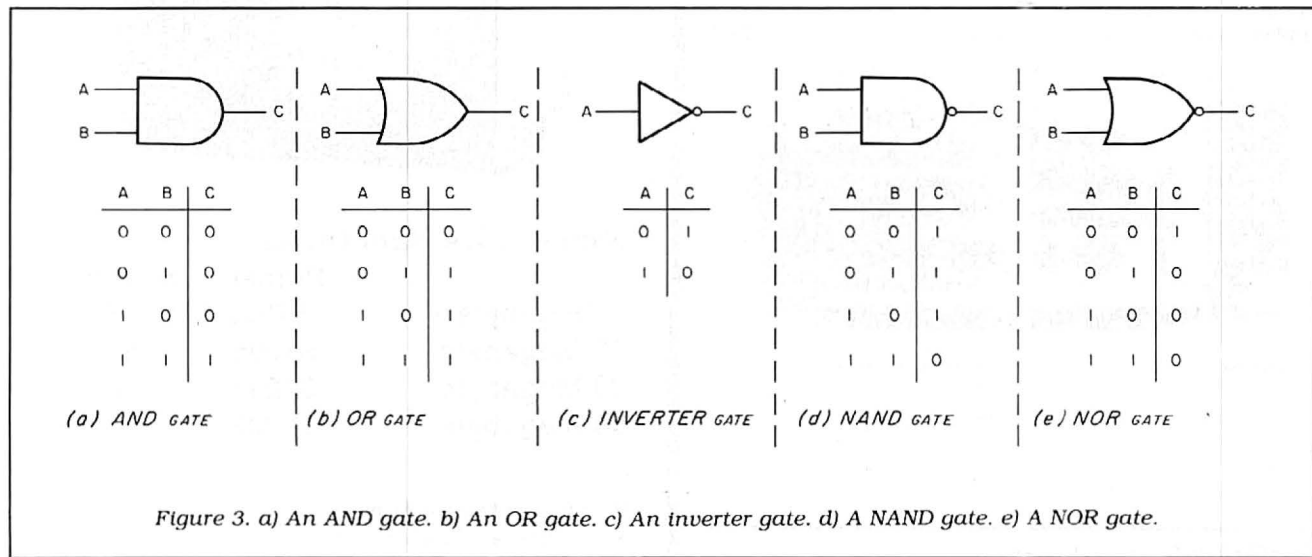 A
B
C
A
B
C
A
C
A
B
C
A
B
C
A B C
0 0 0
0 1 0
1 0 0
1 1 1
A B C
0 0 0
0 1 1
1 0 1
1 1 1
A C
0 1
1 0
A B C
0 0 1
0 1 1
1 0 1
1 1 0
A B C
0 0 1
0 1 0
1 0 0
1 1 0
(a) AND GATE
(b) OR GATE
(c) INVERTER GATE
(d) NAND GATE
(e) NOR GATE
Figure 3. a) An AND gate. b) An OR gate. c) An inverter gate. d) A NAND gate. e) A NOR gate.